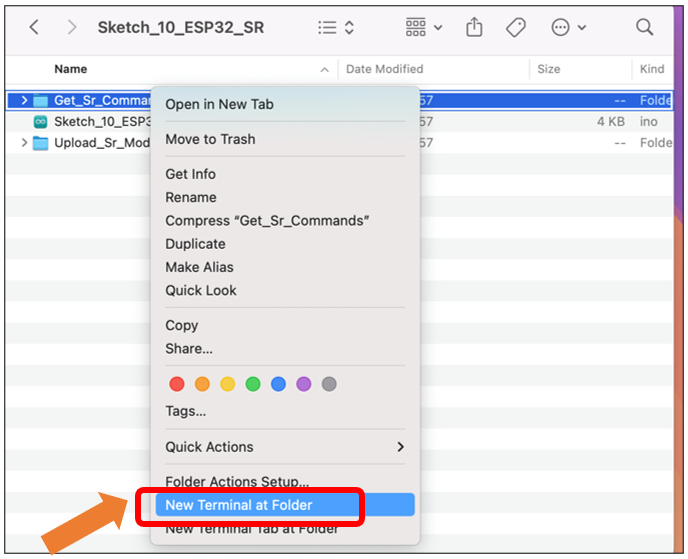 Sketch_10_ESP32_SR
Name Date Modified Size Kind
Get_Sr_Comma 57 -- Folde
Sketch_10_ESP3 57 4 KB ino
Upload_Sr_Mod 57 -- Folde
Open in New Tab
Move to Trash
Get Info
Rename
Compress “Get_Sr_Commands”
Duplicate
Make Alias
Quick Look
Copy
Share...
Tags...
Quick Actions
Folder Actions Setup...
New Terminal at Folder
New Terminal Tab at Folder